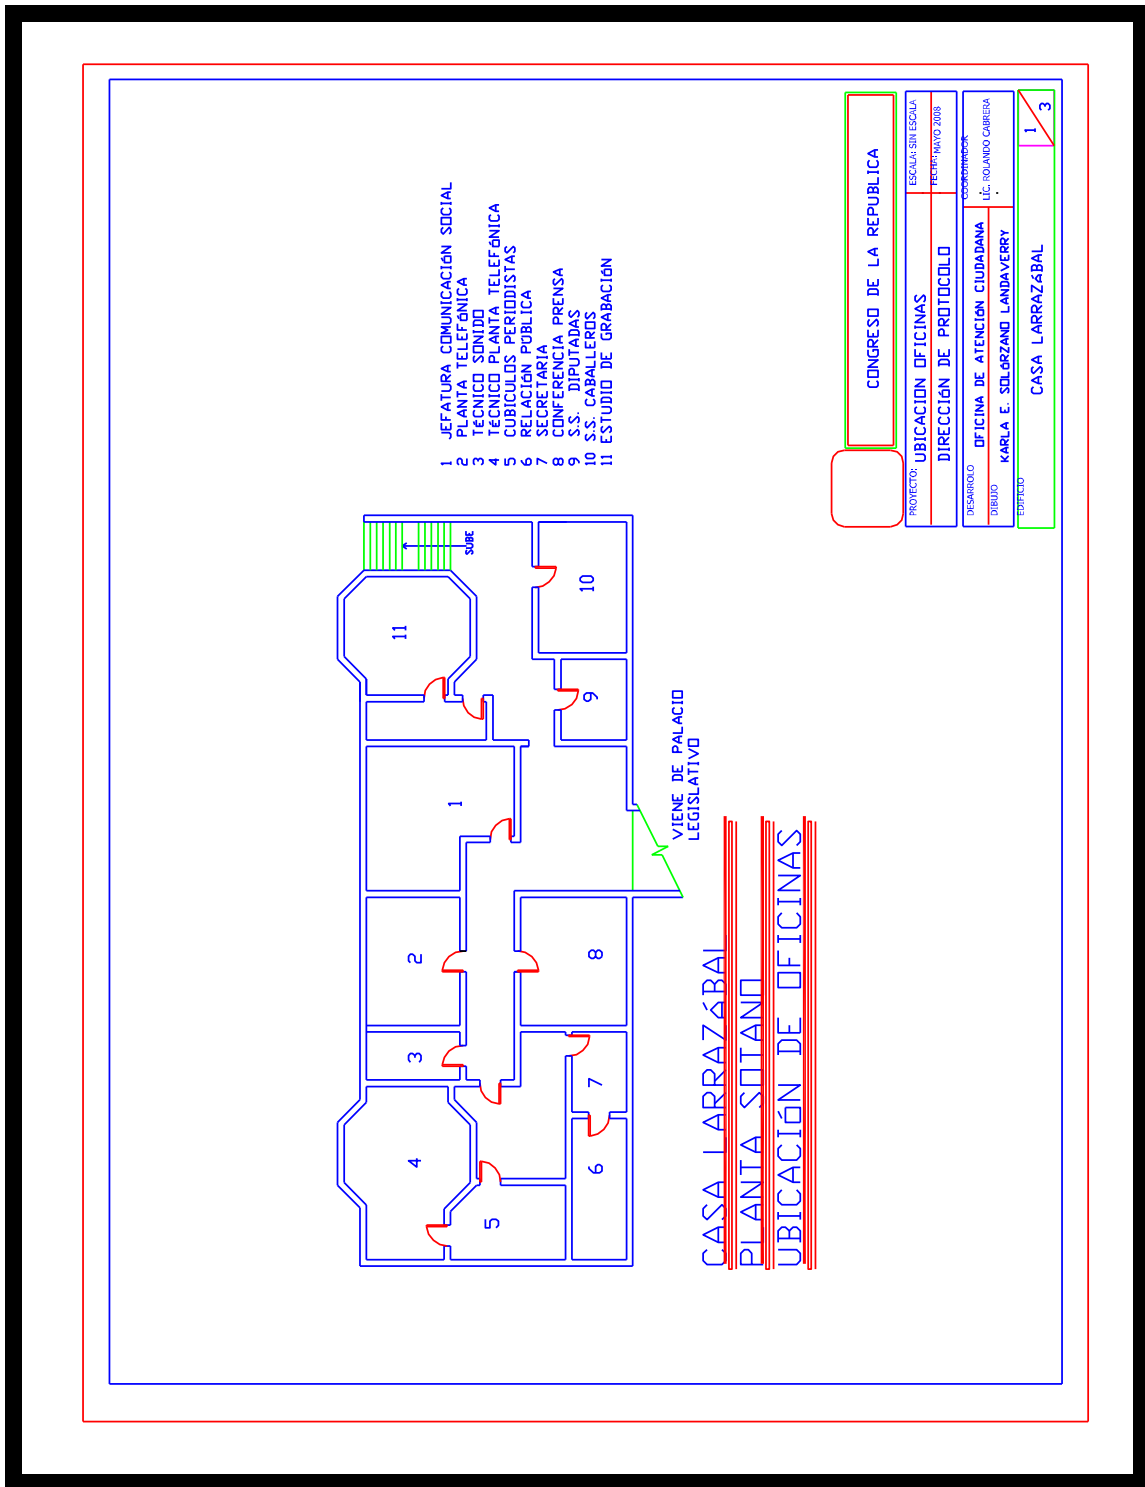 1 JEFATURA COMUNICACIÓN SOCIAL
2 PLANTA TELEFÓNICA
3 TÉCNICO SONIDO
4 TÉCNICO PLANTA TELEFÓNICA
5 CUBICULOS PERIODISTAS
6 RELACIÓN PÚBLICA
7 SECRETARIA
8 CONFERENCIA PRENSA
9 S.S. DIPUTADAS
10 S.S. CABALLEROS
11 ESTUDIO DE GRABACIÓN
SUBE
11
10
9
1
2
8
3
7
4
6
5
VIENE DE PALACIO
LEGISLATIVO
CASA LARRAZÁBAL
PLANTA SOTANO
UBICACIÓN DE OFICINAS
CONGRESO DE LA REPUBLICA
PROYECTO:
UBICACION OFICINAS
DIRECCIÓN DE PROTOCOLO
ESCALA: SIN ESCALA
FECHA: MAYO 2008
DESARROLO
OFICINA DE ATENCIÓN CIUDADANA
DIBUJO
KARLA E. SOLÓRZANO LANDAVERRY
COORDINADOR
LIC. ROLANDO CABRERA
EDIFICIO
CASA LARRAZÁBAL
1
3